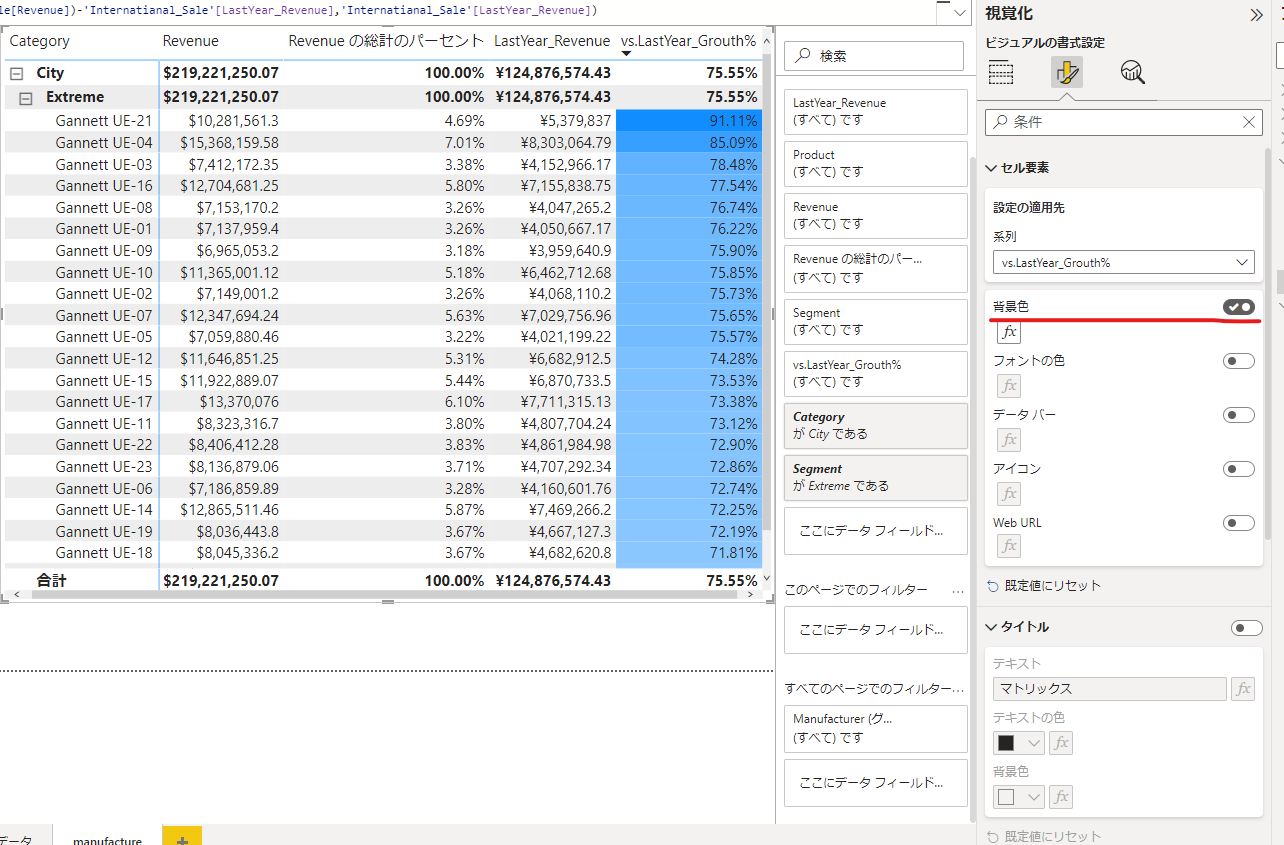 le[Revenue])-'Internatianal_Sale'[LastYear_Revenue],'Internatianal_Sale'[LastYear_Revenue])
Category Revenue Revenue の総計のパーセント LastYear_Revenue vs.LastYear_Grouth%
City $219,221,250.07 100.00% ¥124,876,574.43 75.55%
Extreme $219,221,250.07 100.00% ¥124,876,574.43 75.55%
Gannett UE-21 $10,281,561.3 4.69% ¥5,379,837 91.11%
Gannett UE-04 $15,368,159.58 7.01% ¥8,303,064.79 85.09%
Gannett UE-03 $7,412,172.35 3.38% ¥4,152,966.17 78.48%
Gannett UE-16 $12,704,681.25 5.80% ¥7,155,838.75 77.54%
Gannett UE-08 $7,153,170.2 3.26% ¥4,047,265.2 76.74%
Gannett UE-01 $7,137,959.4 3.26% ¥4,050,667.17 76.22%
Gannett UE-09 $6,965,053.2 3.18% ¥3,959,640.9 75.90%
Gannett UE-10 $11,365,001.12 5.18% ¥6,462,712.68 75.85%
Gannett UE-02 $7,149,001.2 3.26% ¥4,068,110.2 75.73%
Gannett UE-07 $12,347,694.24 5.63% ¥7,029,756.96 75.65%
Gannett UE-05 $7,059,880.46 3.22% ¥4,021,199.22 75.57%
Gannett UE-12 $11,646,851.25 5.31% ¥6,682,912.5 74.28%
Gannett UE-15 $11,922,889.07 5.44% ¥6,870,733.5 73.53%
Gannett UE-17 $13,370,076 6.10% ¥7,711,315.13 73.38%
Gannett UE-11 $8,323,316.7 3.80% ¥4,807,704.24 73.12%
Gannett UE-22 $8,406,412.28 3.83% ¥4,861,984.98 72.90%
Gannett UE-23 $8,136,879.06 3.71% ¥4,707,292.34 72.86%
Gannett UE-06 $7,186,859.89 3.28% ¥4,160,601.76 72.74%
Gannett UE-14 $12,865,511.46 5.87% ¥7,469,266.2 72.25%
Gannett UE-19 $8,036,443.8 3.67% ¥4,667,127.3 72.19%
Gannett UE-18 $8,045,336.2 3.67% ¥4,682,620.8 71.81%
合計 $219,221,250.07 100.00% ¥124,876,574.43 75.55%
データ manufacture +
検索
LastYear_Revenue
(すべて) です
Product
(すべて) です
Revenue
(すべて) です
Revenue の総計のパー...
(すべて) です
Segment
(すべて) です
vs.LastYear_Grouth%
(すべて) です
Category
が City である
Segment
が Extreme である
ここにデータ フィールド...
このページでのフィルター ...
ここにデータ フィールド...
すべてのページでのフィルター...
Manufacturer (グ...
(すべて) です
ここにデータ フィールド...
視覚化
ビジュアルの書式設定
条件
セル要素
設定の適用先
系列
vs.LastYear_Grouth%
背景色
fx
フォントの色
fx
データ バー
fx
アイコン
fx
Web URL
fx
既定値にリセット
タイトル
テキスト
マトリックス fx
テキストの色
fx
背景色
fx
既定値にリセット